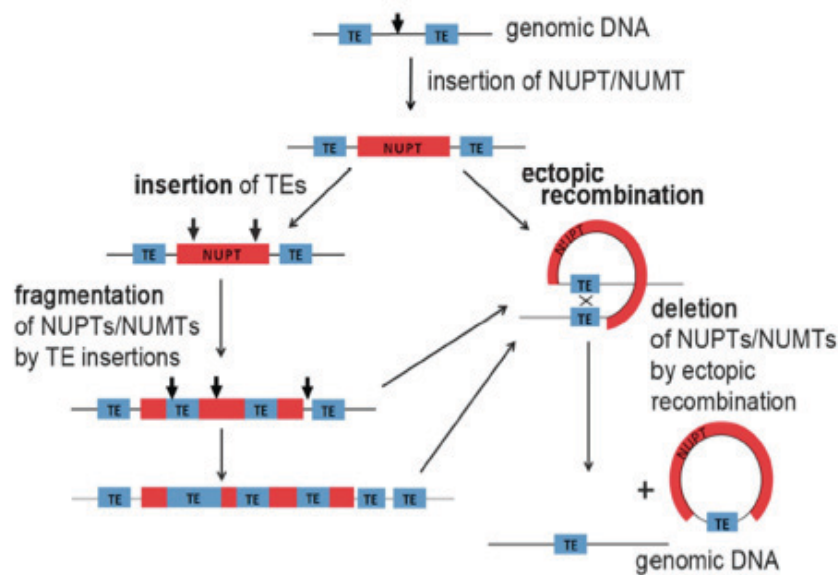 TE TE genomic DNA
insertion of NUPT/NUMT
TE NUPT TE
insertion of TEs
ectopic
recombination
TE NUPT TE
NUPT
TE
TE
fragmentation
of NUPTs/NUMTs
by TE insertions
deletion
of NUPTs/NUMTs
by ectopic
recombination
TE TE TE TE
TE TE TE TE TE TE
NUPT
+
TE
TE
genomic DNA